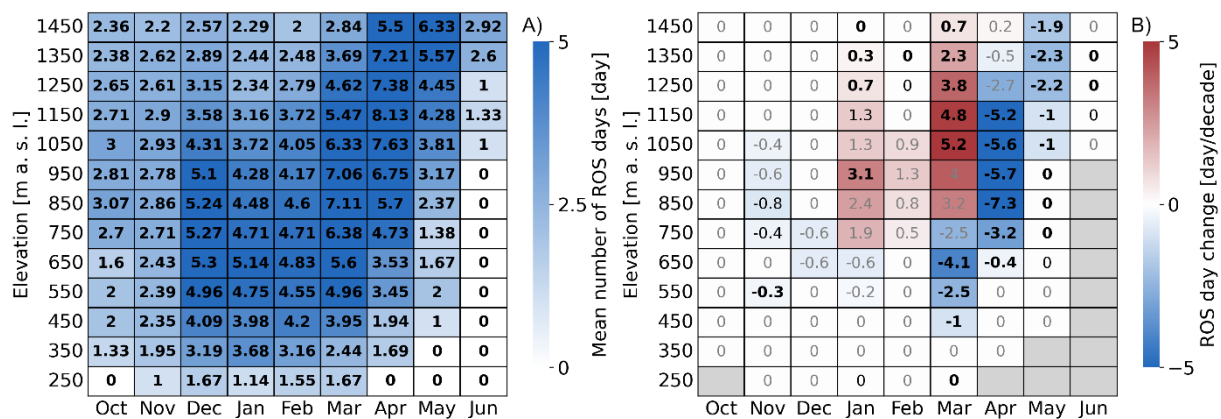 A)
B)
Elevation [m a. s. l.]
1450 2.36 2.2 2.57 2.29 2 2.84 5.5 6.33 2.92
1350 2.38 2.62 2.89 2.44 2.48 3.69 7.21 5.57 2.6
1250 2.65 2.61 3.15 2.34 2.79 4.62 7.38 4.45 1
1150 2.71 2.9 3.58 3.16 3.72 5.47 8.13 4.28 1.33
1050 3 2.93 4.31 3.72 4.05 6.33 7.63 3.81 1
950 2.81 2.78 5.1 4.28 4.17 7.06 6.75 3.17 0
850 3.07 2.86 5.24 4.48 4.6 7.11 5.7 2.37 0
750 2.7 2.71 5.27 4.71 4.71 6.38 4.73 1.38 0
650 1.6 2.43 5.3 5.14 4.83 5.6 3.53 1.67 0
550 2 2.39 4.96 4.75 4.55 4.96 3.45 2 0
450 2 2.35 4.09 3.98 4.2 3.95 1.94 1 0
350 1.33 1.95 3.19 3.68 3.16 2.44 1.69 0 0
250 0 1 1.67 1.14 1.55 1.67 0 0 0
Oct Nov Dec Jan Feb Mar Apr May Jun
5
2.5
0
Mean number of ROS days [day]
Elevation [m a. s. l.]
1450 0 0 0 0 0 0.7 0.2 -1.9 0
1350 0 0 0 0.3 0 2.3 -0.5 -2.3 0
1250 0 0 0 0.7 0 3.8 -2.7 -2.2 0
1150 0 0 0 1.3 0 4.8 -5.2 -1 0
1050 0 -0.4 0 1.3 0.9 5.2 -5.6 -1 0
950 0 -0.6 0 3.1 1.3 4 -5.7 0
850 0 -0.8 0 2.4 0.8 3.2 -7.3 0
750 0 -0.4 -0.6 1.9 0.5 -2.5 -3.2 0
650 0 0 -0.6 -0.6 0 -4.1 -0.4 0
550 0 -0.3 0 -0.2 0 -2.5 0 0
450 0 0 0 0 0 -1 0 0
350 0 0 0 0 0 0 0
250 0 0 0 0 0
Oct Nov Dec Jan Feb Mar Apr May Jun
5
0
−5
ROS day change [day/decade]